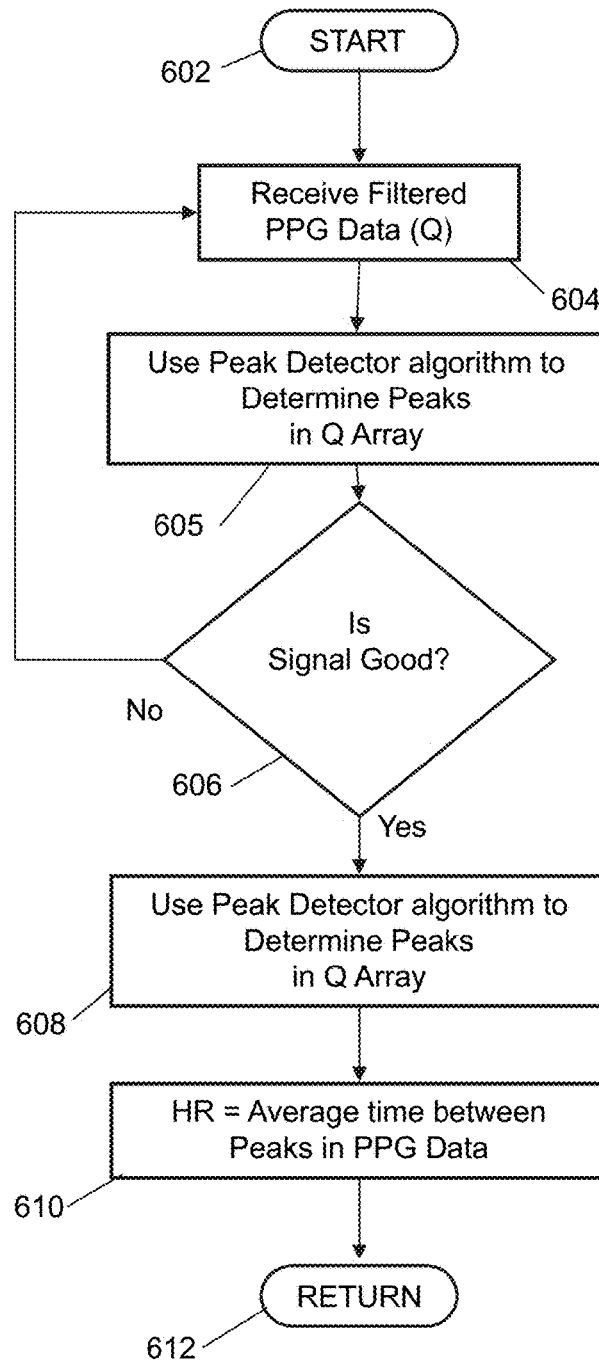 START
602
Receive Filtered
PPG Data (Q)
604
Use Peak Detector algorithm to
Determine Peaks
in Q Array
605
Is
Signal Good?
No
606
Yes
Use Peak Detector algorithm to
Determine Peaks
in Q Array
608
HR = Average time between
Peaks in PPG Data
610
RETURN
612